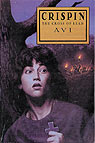 CRISPIN
THE CROSS OF LEAD
AVI